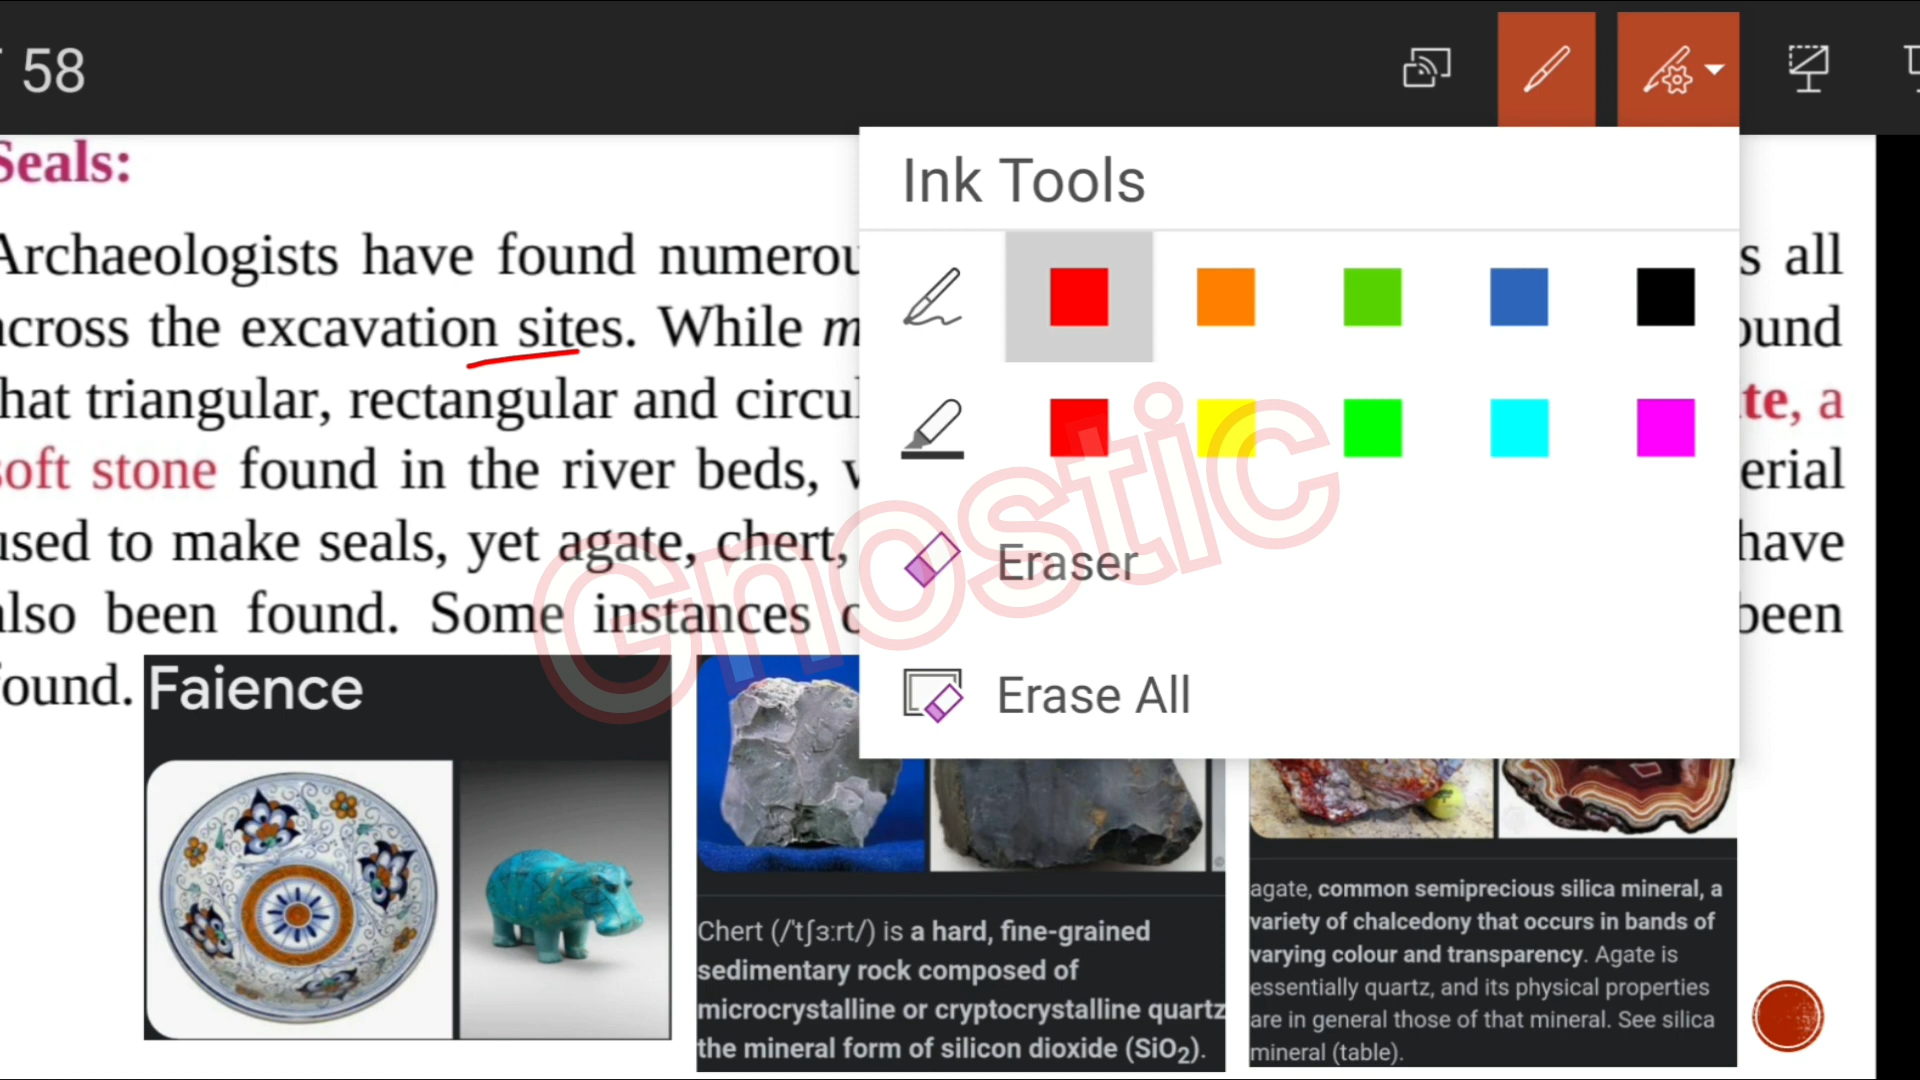 58
Seals:
Ink Tools
Archaeologists have found s all
across the excavation sites. While ound
that triangular, rectangular and te, a
soft stone found in the river beds, erial
used to make seals, yet agate, chert, have
also been found. Some instances been
found.
Eraser
Erase All
Gnostic
Faience
Chert (/'tʃɜːrt/) is a hard, fine-grained
sedimentary rock composed of
microcrystalline or cryptocrystalline quartz
the mineral form of silicon dioxide (SiO₂).
agate, common semiprecious silica mineral, a
variety of chalcedony that occurs in bands of
varying colour and transparency. Agate is
essentially quartz, and its physical properties
are in general those of that mineral. See silica
mineral (table).